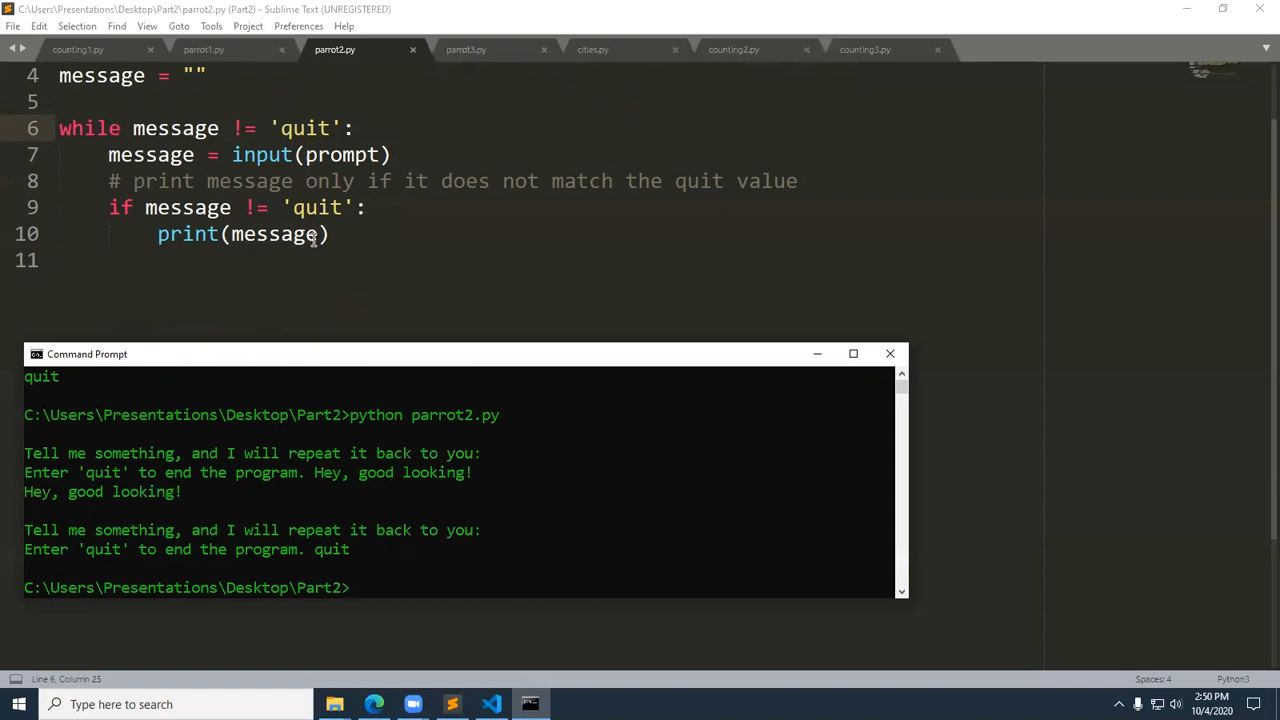 C:\Users\Presentations\Desktop\Part2\parrot2.py (Part2) - Sublime Text (UNREGISTERED)
File Edit Selection Find View Goto Tools Project Preferences Help
counting1.py parrot1.py parrot2.py parrot3.py cities.py counting2.py counting3.py
4 message = ""
5
6 while message != 'quit':
7 message = input(prompt)
8 # print message only if it does not match the quit value
9 if message != 'quit':
10 print(message)
11
Command Prompt
quit
C:\Users\Presentations\Desktop\Part2>python parrot2.py
Tell me something, and I will repeat it back to you:
Enter 'quit' to end the program. Hey, good looking!
Hey, good looking!
Tell me something, and I will repeat it back to you:
Enter 'quit' to end the program. quit
C:\Users\Presentations\Desktop\Part2>
Line 6, Column 25 Spaces: 4 Python3
Type here to search
2:50 PM
10/4/2020